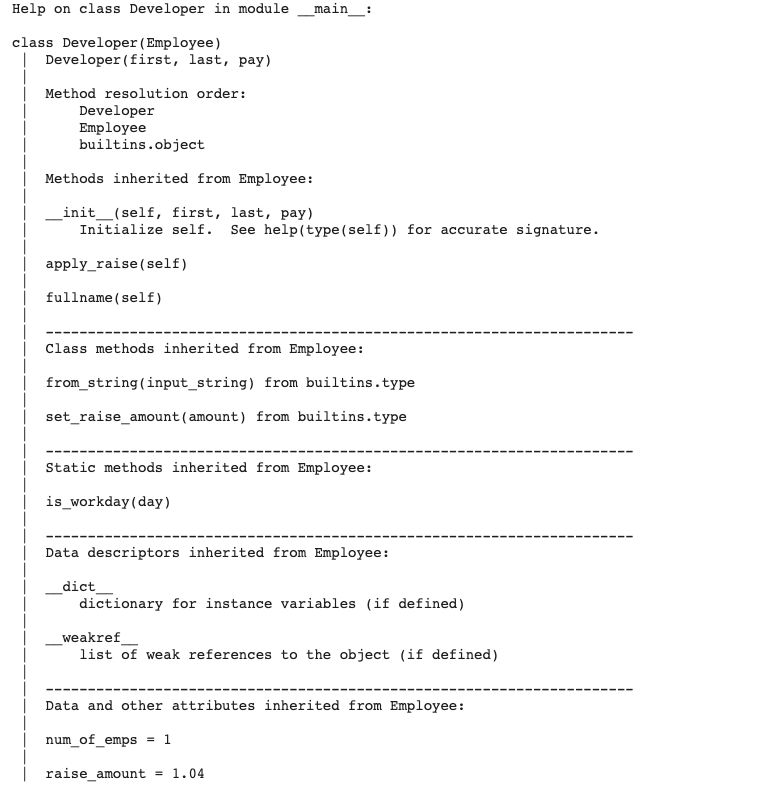 Help on class Developer in module __main__:
class Developer(Employee)
 |  Developer(first, last, pay)
 |
 |  Method resolution order:
 |      Developer
 |      Employee
 |      builtins.object
 |
 |  Methods inherited from Employee:
 |
 |  __init__(self, first, last, pay)
 |      Initialize self.  See help(type(self)) for accurate signature.
 |
 |  apply_raise(self)
 |
 |  fullname(self)
 |
 |  ----------------------------------------------------------------------
 |  Class methods inherited from Employee:
 |
 |  from_string(input_string) from builtins.type
 |
 |  set_raise_amount(amount) from builtins.type
 |
 |  ----------------------------------------------------------------------
 |  Static methods inherited from Employee:
 |
 |  is_workday(day)
 |
 |  ----------------------------------------------------------------------
 |  Data descriptors inherited from Employee:
 |
 |  __dict__
 |      dictionary for instance variables (if defined)
 |
 |  __weakref__
 |      list of weak references to the object (if defined)
 |
 |  ----------------------------------------------------------------------
 |  Data and other attributes inherited from Employee:
 |
 |  num_of_emps = 1
 |
 |  raise_amount = 1.04